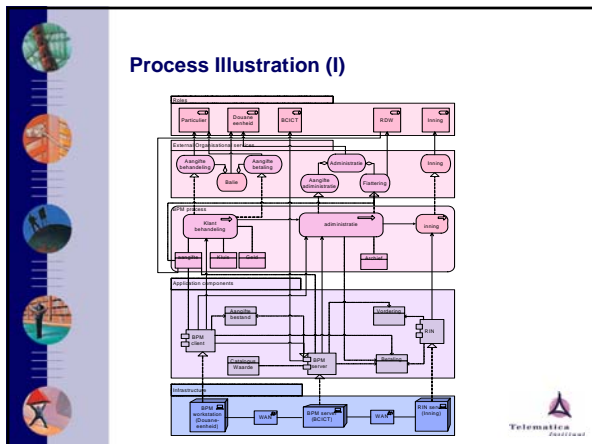 Process Illustration (I)
Roles
Particulier
Douane
eenheid
BCICT
RDW
Inning
External Organisational services
Aangifte
behandeling
Aangifte
betaling
Balie
Administratie
Aangifte
administratie
Fiattering
Inning
BPM process
Klant
behandeling
administratie
inning
aangifte
Kluis
Geld
Archief
Application components
Aangifte
bestand
Vordering
BPM
client
RIN
Catalogus
Waarde
BPM
server
Betaling
Infrastructure
BPM
workstation
(Douane-
eenheid)
WAN
BPM server
(BCICT)
WAN
RIN server
(Inning)
Telematica
Instituut